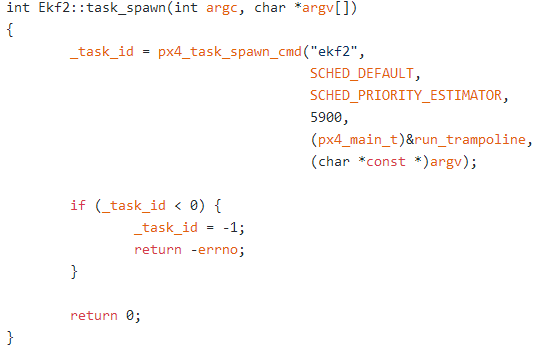 int Ekf2::task_spawn(int argc, char *argv[])
{
        _task_id = px4_task_spawn_cmd("ekf2",
                                      SCHED_DEFAULT,
                                      SCHED_PRIORITY_ESTIMATOR,
                                      5900,
                                      (px4_main_t)&run_trampoline,
                                      (char *const *)argv);

        if (_task_id < 0) {
                _task_id = -1;
                return -errno;
        }

        return 0;
}